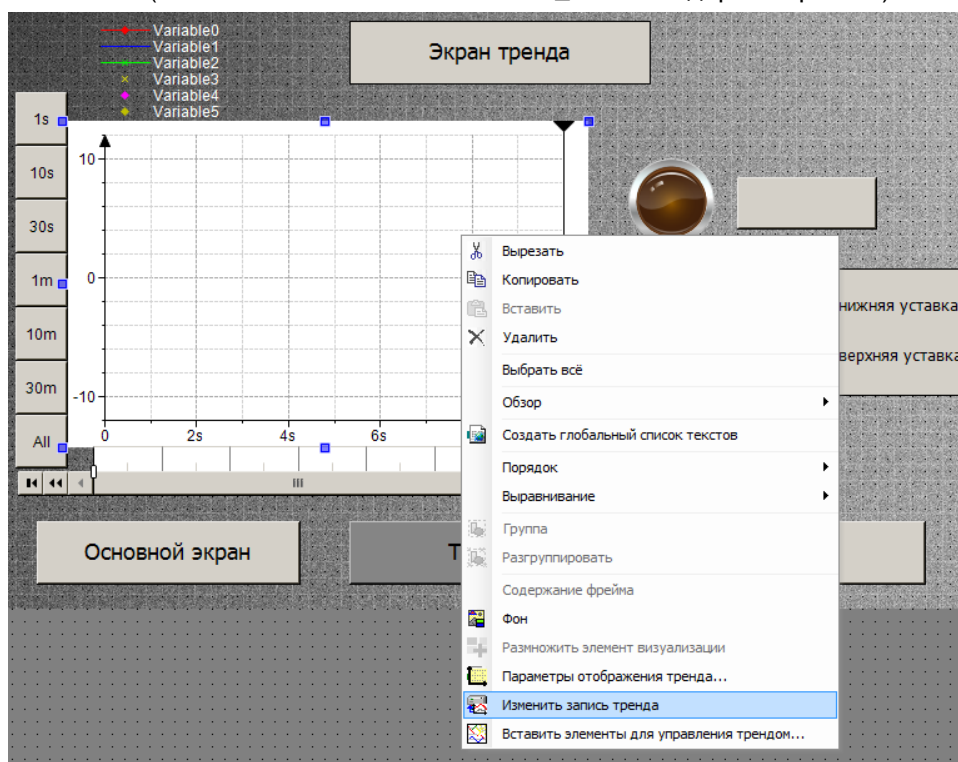 Variable0
Variable1
Variable2
Variable3
Variable4
Variable5
Экран тренда
1s
10s
30s
1m
10m
30m
All
10
0
-10
0
2s
4s
6s
нижняя уставка
верхняя уставка
Вырезать
Копировать
Вставить
Удалить
Выбрать всё
Обзор
Создать глобальный список текстов
Порядок
Выравнивание
Группа
Разгруппировать
Содержание фрейма
Фон
Размножить элемент визуализации
Параметры отображения тренда...
Изменить запись тренда
Вставить элементы для управления трендом...
Основной экран
Т